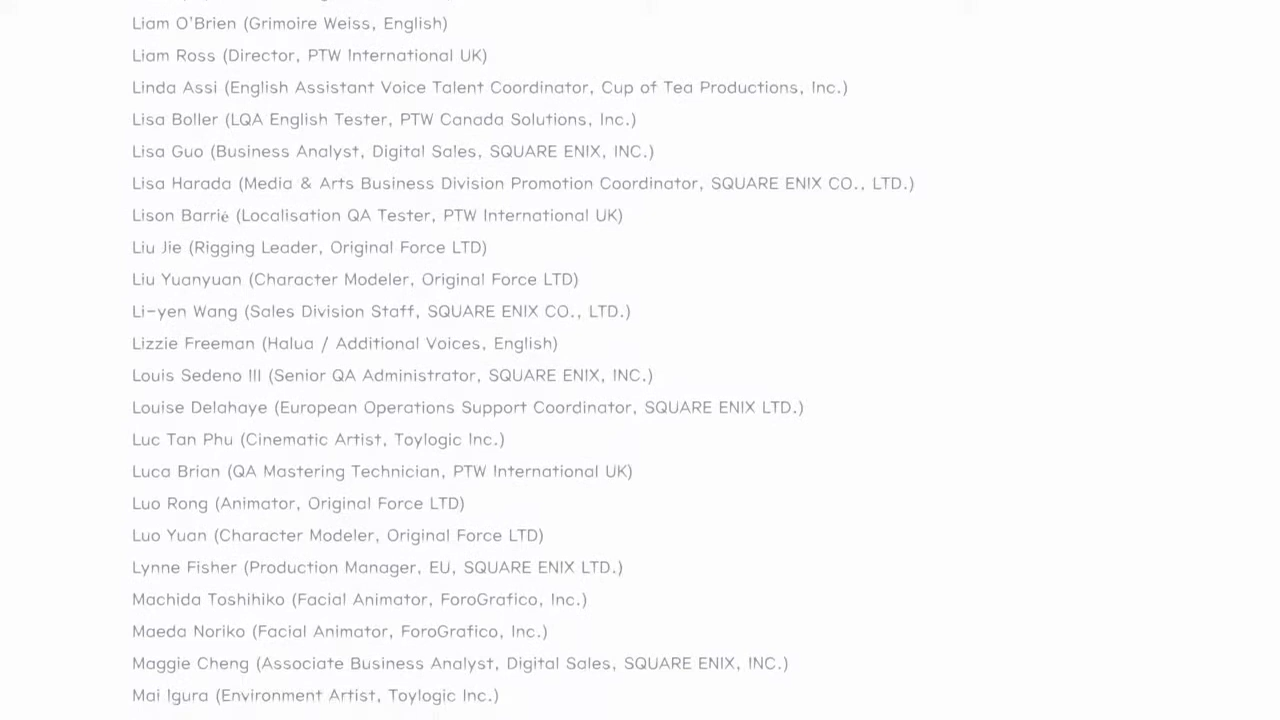 Liam O'Brien (Grimoire Weiss, English)
Liam Ross (Director, PTW International UK)
Linda Assi (English Assistant Voice Talent Coordinator, Cup of Tea Productions, Inc.)
Lisa Boller (LQA English Tester, PTW Canada Solutions, Inc.)
Lisa Guo (Business Analyst, Digital Sales, SQUARE ENIX, INC.)
Lisa Harada (Media & Arts Business Division Promotion Coordinator, SQUARE ENIX CO., LTD.)
Lison Barrié (Localisation QA Tester, PTW International UK)
Liu Jie (Rigging Leader, Original Force LTD)
Liu Yuanyuan (Character Modeler, Original Force LTD)
Li-yen Wang (Sales Division Staff, SQUARE ENIX CO., LTD.)
Lizzie Freeman (Halua / Additional Voices, English)
Louis Sedeno III (Senior QA Administrator, SQUARE ENIX, INC.)
Louise Delahaye (European Operations Support Coordinator, SQUARE ENIX LTD.)
Luc Tan Phu (Cinematic Artist, Toylogic Inc.)
Luca Brian (QA Mastering Technician, PTW International UK)
Luo Rong (Animator, Original Force LTD)
Luo Yuan (Character Modeler, Original Force LTD)
Lynne Fisher (Production Manager, EU, SQUARE ENIX LTD.)
Machida Toshihiko (Facial Animator, ForoGrafico, Inc.)
Maeda Noriko (Facial Animator, ForoGrafico, Inc.)
Maggie Cheng (Associate Business Analyst, Digital Sales, SQUARE ENIX, INC.)
Mai Igura (Environment Artist, Toylogic Inc.)